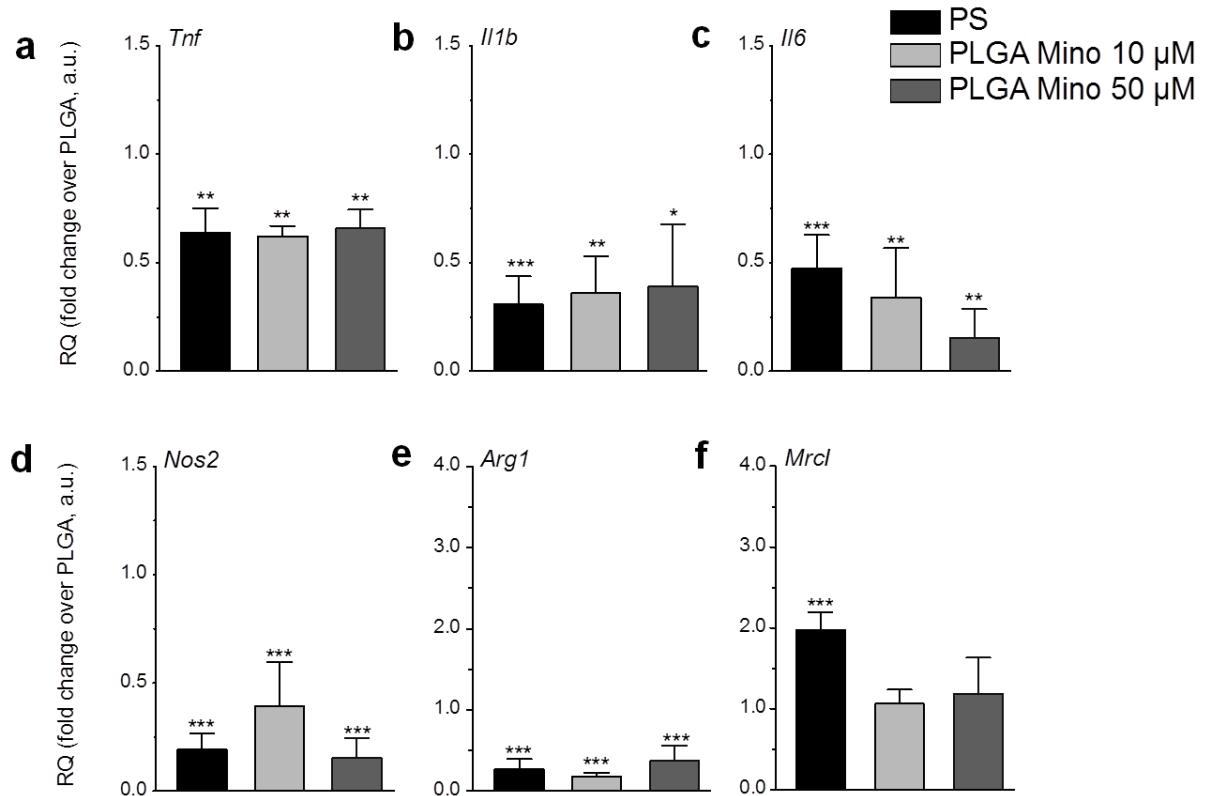 PS
PLGA Mino 10 µM
PLGA Mino 50 µM
a
Tnf
RQ (fold change over PLGA, a.u.)
1.5
1.0
0.5
0.0
**
**
**
b
Il1b
1.5
1.0
0.5
0.0
***
**
*
c
Il6
1.5
1.0
0.5
0.0
***
**
**
d
Nos2
RQ (fold change over PLGA, a.u.)
1.5
1.0
0.5
0.0
***
***
***
e
Arg1
4.0
3.0
2.0
1.0
0.0
***
***
***
f
Mrcl
4.0
3.0
2.0
1.0
0.0
***